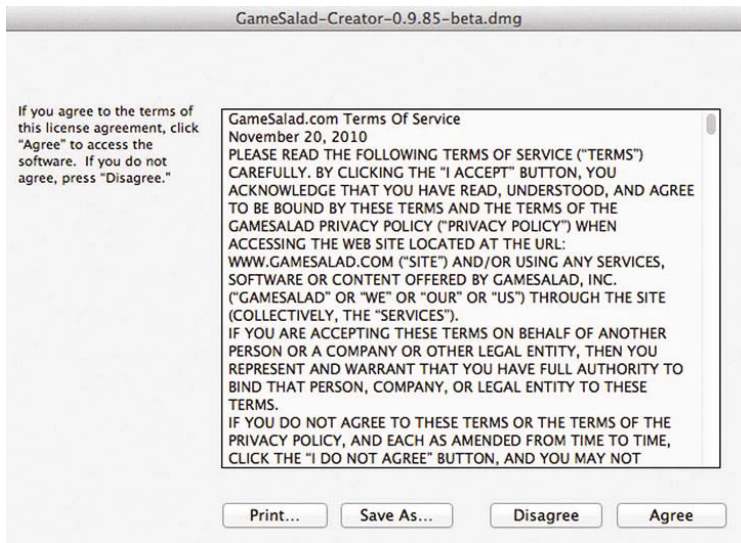 GameSalad-Creator-0.9.85-beta.dmg
If you agree to the terms of
this license agreement, click
“Agree” to access the
software.  If you do not
agree, press “Disagree.”
GameSalad.com Terms Of Service
November 20, 2010
PLEASE READ THE FOLLOWING TERMS OF SERVICE (“TERMS”)
CAREFULLY. BY CLICKING THE “I ACCEPT” BUTTON, YOU
ACKNOWLEDGE THAT YOU HAVE READ, UNDERSTOOD, AND AGREE
TO BE BOUND BY THESE TERMS AND THE TERMS OF THE
GAMESALAD PRIVACY POLICY (“PRIVACY POLICY”) WHEN
ACCESSING THE WEB SITE LOCATED AT THE URL:
WWW.GAMESALAD.COM (“SITE”) AND/OR USING ANY SERVICES,
SOFTWARE OR CONTENT OFFERED BY GAMESALAD, INC.
(“GAMESALAD” OR “WE” OR “OUR” OR “US”) THROUGH THE SITE
(COLLECTIVELY, THE “SERVICES”).
IF YOU ARE ACCEPTING THESE TERMS ON BEHALF OF ANOTHER
PERSON OR A COMPANY OR OTHER LEGAL ENTITY, THEN YOU
REPRESENT AND WARRANT THAT YOU HAVE FULL AUTHORITY TO
BIND THAT PERSON, COMPANY, OR LEGAL ENTITY TO THESE
TERMS.
IF YOU DO NOT AGREE TO THESE TERMS OR THE TERMS OF THE
PRIVACY POLICY, AND EACH AS AMENDED FROM TIME TO TIME,
CLICK THE “I DO NOT AGREE” BUTTON, AND YOU MAY NOT
Print... Save As... Disagree Agree